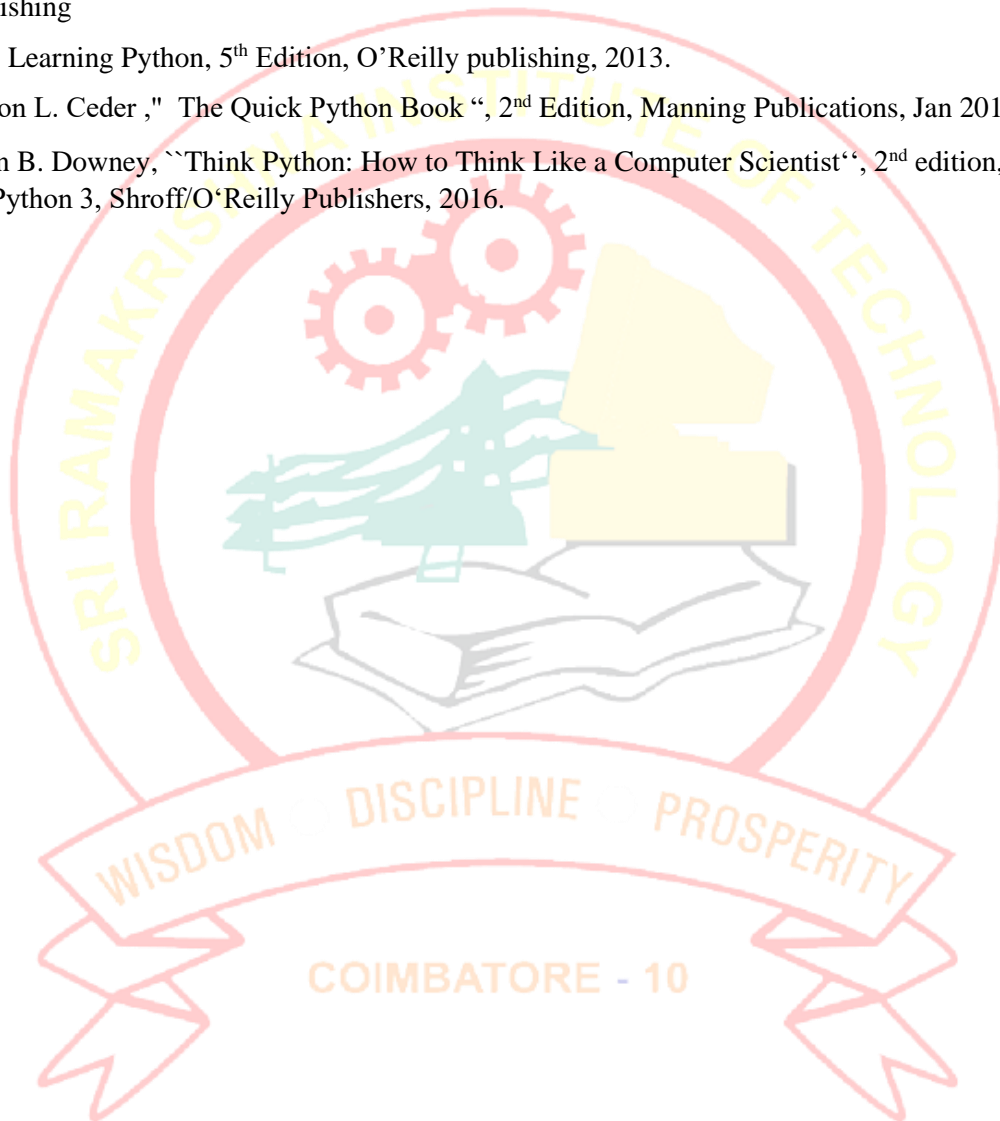 ishing
Learning Python, 5th Edition, O’Reilly publishing, 2013.
on L. Ceder ," The Quick Python Book “, 2nd Edition, Manning Publications, Jan 201
n B. Downey, ``Think Python: How to Think Like a Computer Scientist‘‘, 2nd edition,
Python 3, Shroff/O‘Reilly Publishers, 2016.
SRI RAMAKRISHNA INSTITUTE OF TECHNOLOGY
WISDOM DISCIPLINE PROSPERITY
COIMBATORE - 10